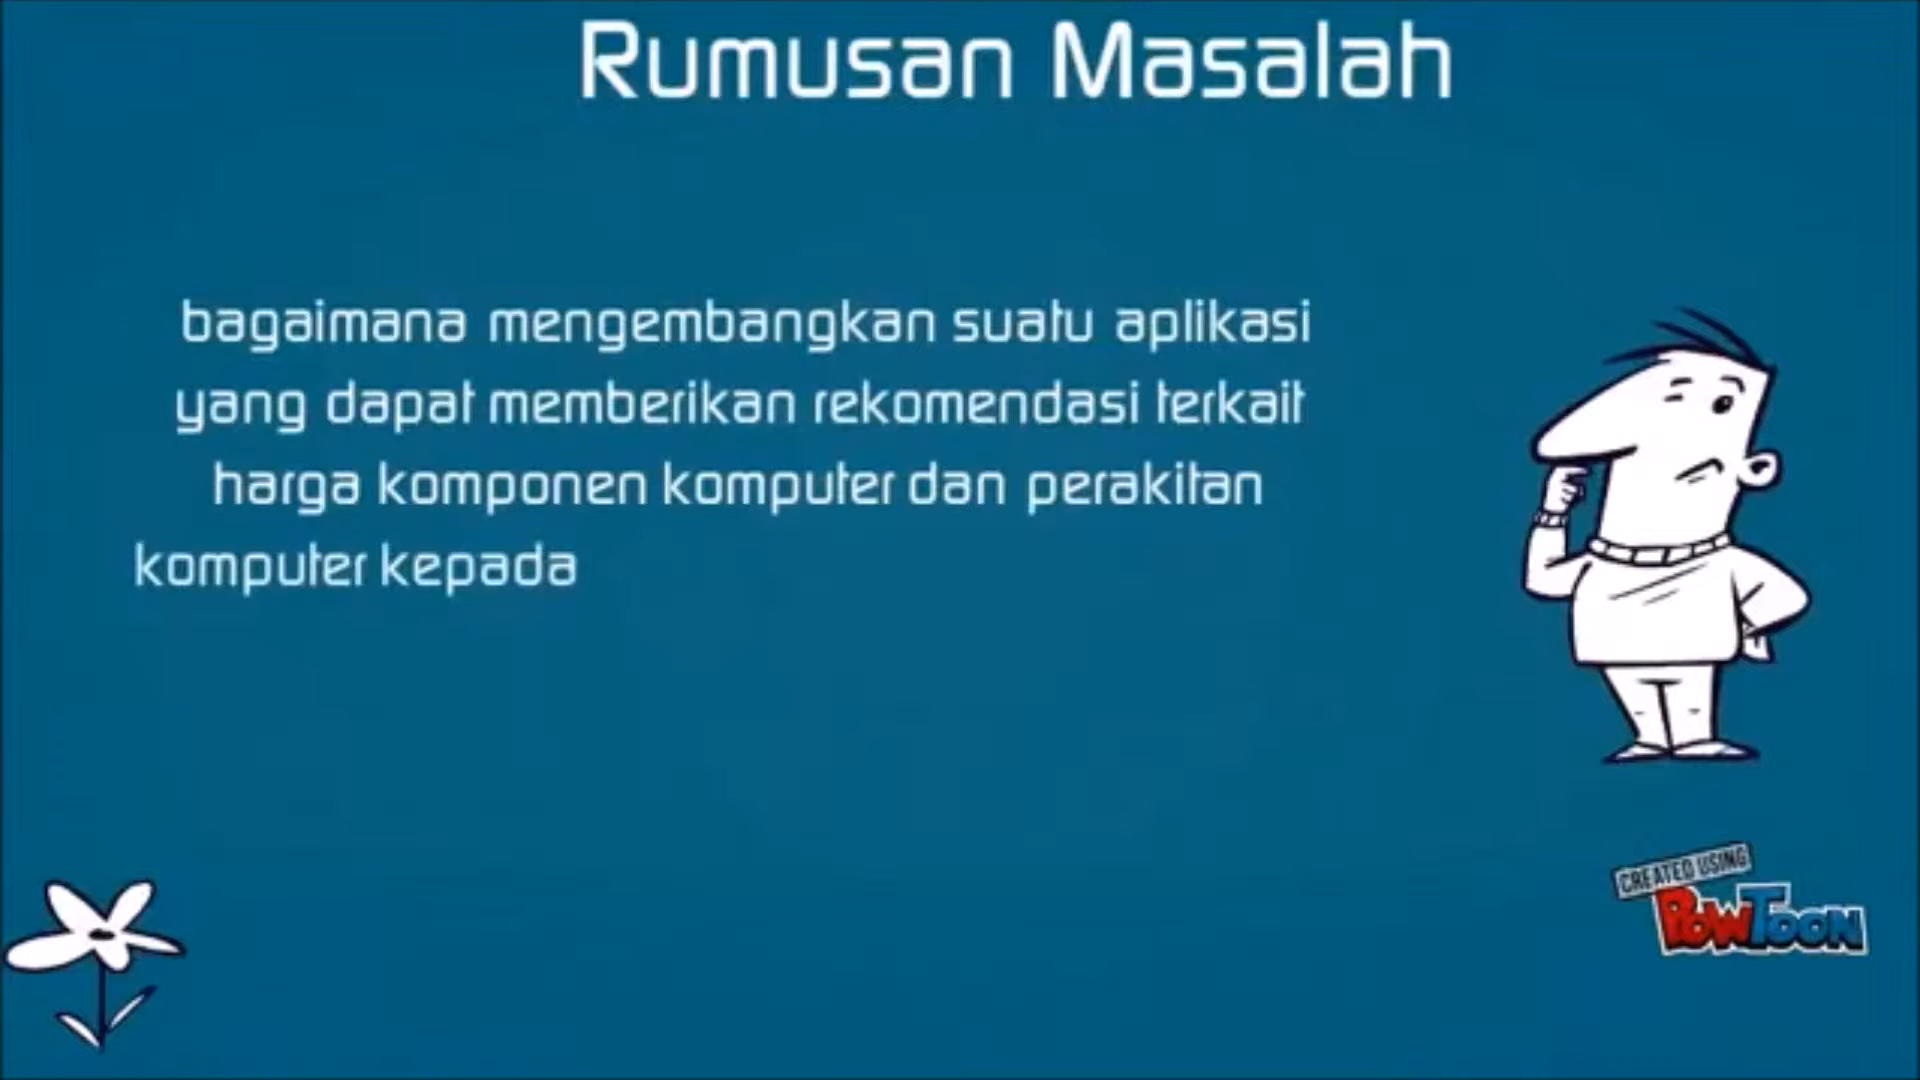 Rumusan Masalah
bagaimana mengembangkan suatu aplikasi
yang dapat memberikan rekomendasi terkait
harga komponen komputer dan perakitan
komputer kepada
CREATED USING
POWTOON